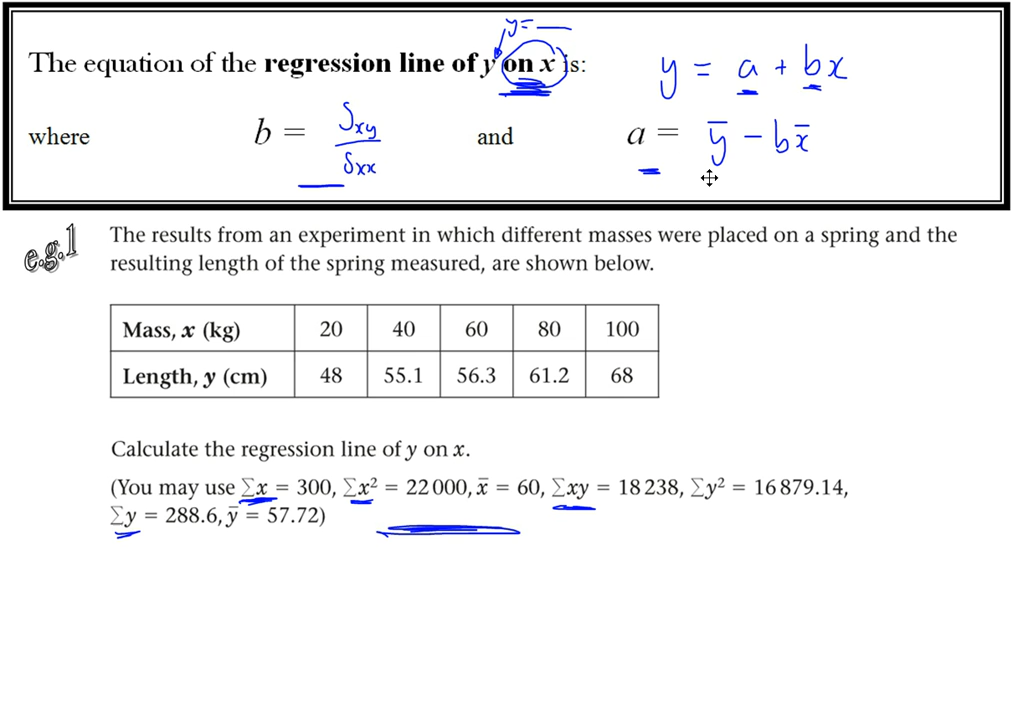 y = __
The equation of the regression line of y on x is: y = a + bx
where b = Sxy / Sxx and a = ȳ − bx̄
e.g.1 The results from an experiment in which different masses were placed on a spring and the
resulting length of the spring measured, are shown below.
Mass, x (kg) 20 40 60 80 100
Length, y (cm) 48 55.1 56.3 61.2 68
Calculate the regression line of y on x.
(You may use ∑x = 300, ∑x² = 22 000, x̄ = 60, ∑xy = 18 238, ∑y² = 16 879.14,
∑y = 288.6, ȳ = 57.72)